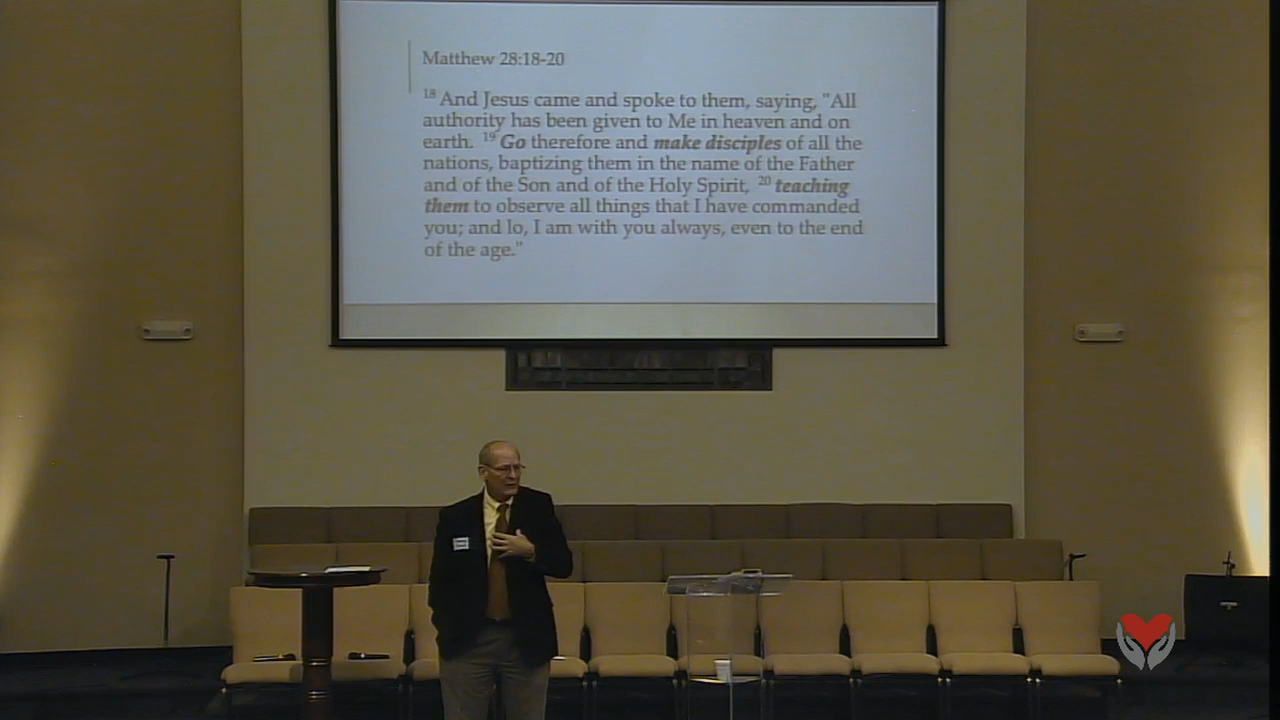 Matthew 28:18-20
18 And Jesus came and spoke to them, saying, "All
authority has been given to Me in heaven and on
earth. 19 Go therefore and make disciples of all the
nations, baptizing them in the name of the Father
and of the Son and of the Holy Spirit, 20 teaching
them to observe all things that I have commanded
you; and lo, I am with you always, even to the end
of the age."